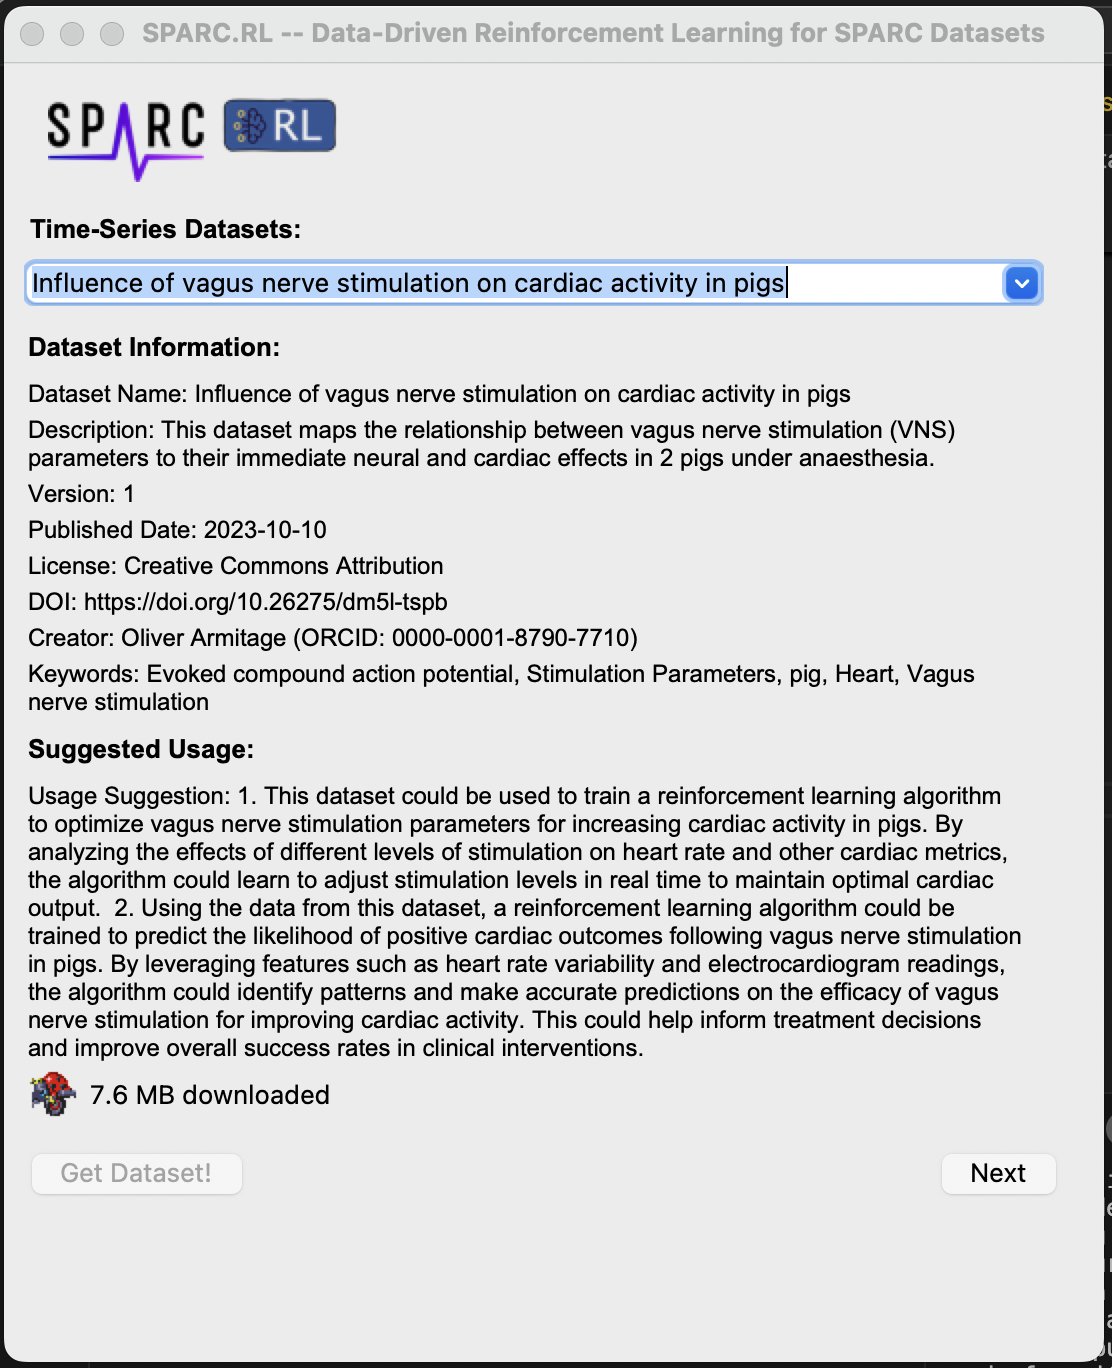 SPARC.RL -- Data-Driven Reinforcement Learning for SPARC Datasets
SPARC RL
Time-Series Datasets:
Influence of vagus nerve stimulation on cardiac activity in pigs
Dataset Information:
Dataset Name: Influence of vagus nerve stimulation on cardiac activity in pigs
Description: This dataset maps the relationship between vagus nerve stimulation (VNS)
parameters to their immediate neural and cardiac effects in 2 pigs under anaesthesia.
Version: 1
Published Date: 2023-10-10
License: Creative Commons Attribution
DOI: https://doi.org/10.26275/dm5l-tspb
Creator: Oliver Armitage (ORCID: 0000-0001-8790-7710)
Keywords: Evoked compound action potential, Stimulation Parameters, pig, Heart, Vagus
nerve stimulation
Suggested Usage:
Usage Suggestion: 1. This dataset could be used to train a reinforcement learning algorithm
to optimize vagus nerve stimulation parameters for increasing cardiac activity in pigs. By
analyzing the effects of different levels of stimulation on heart rate and other cardiac metrics,
the algorithm could learn to adjust stimulation levels in real time to maintain optimal cardiac
output.  2. Using the data from this dataset, a reinforcement learning algorithm could be
trained to predict the likelihood of positive cardiac outcomes following vagus nerve stimulation
in pigs. By leveraging features such as heart rate variability and electrocardiogram readings,
the algorithm could identify patterns and make accurate predictions on the efficacy of vagus
nerve stimulation for improving cardiac activity. This could help inform treatment decisions
and improve overall success rates in clinical interventions.
7.6 MB downloaded
Get Dataset!
Next